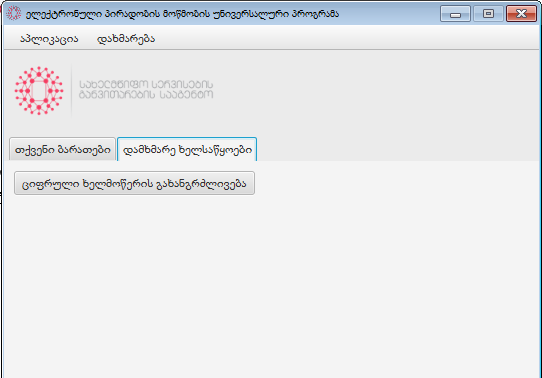 ელექტრონული პირადობის მოწმობის უნივერსალური პროგრამა
აპლიკაცია დახმარება
სახელმწიფო სერვისების
განვითარების სააგენტო
თქვენი ბარათები დამხმარე ხელსაწყოები
ციფრული ხელმოწერის გახანგრძლივება